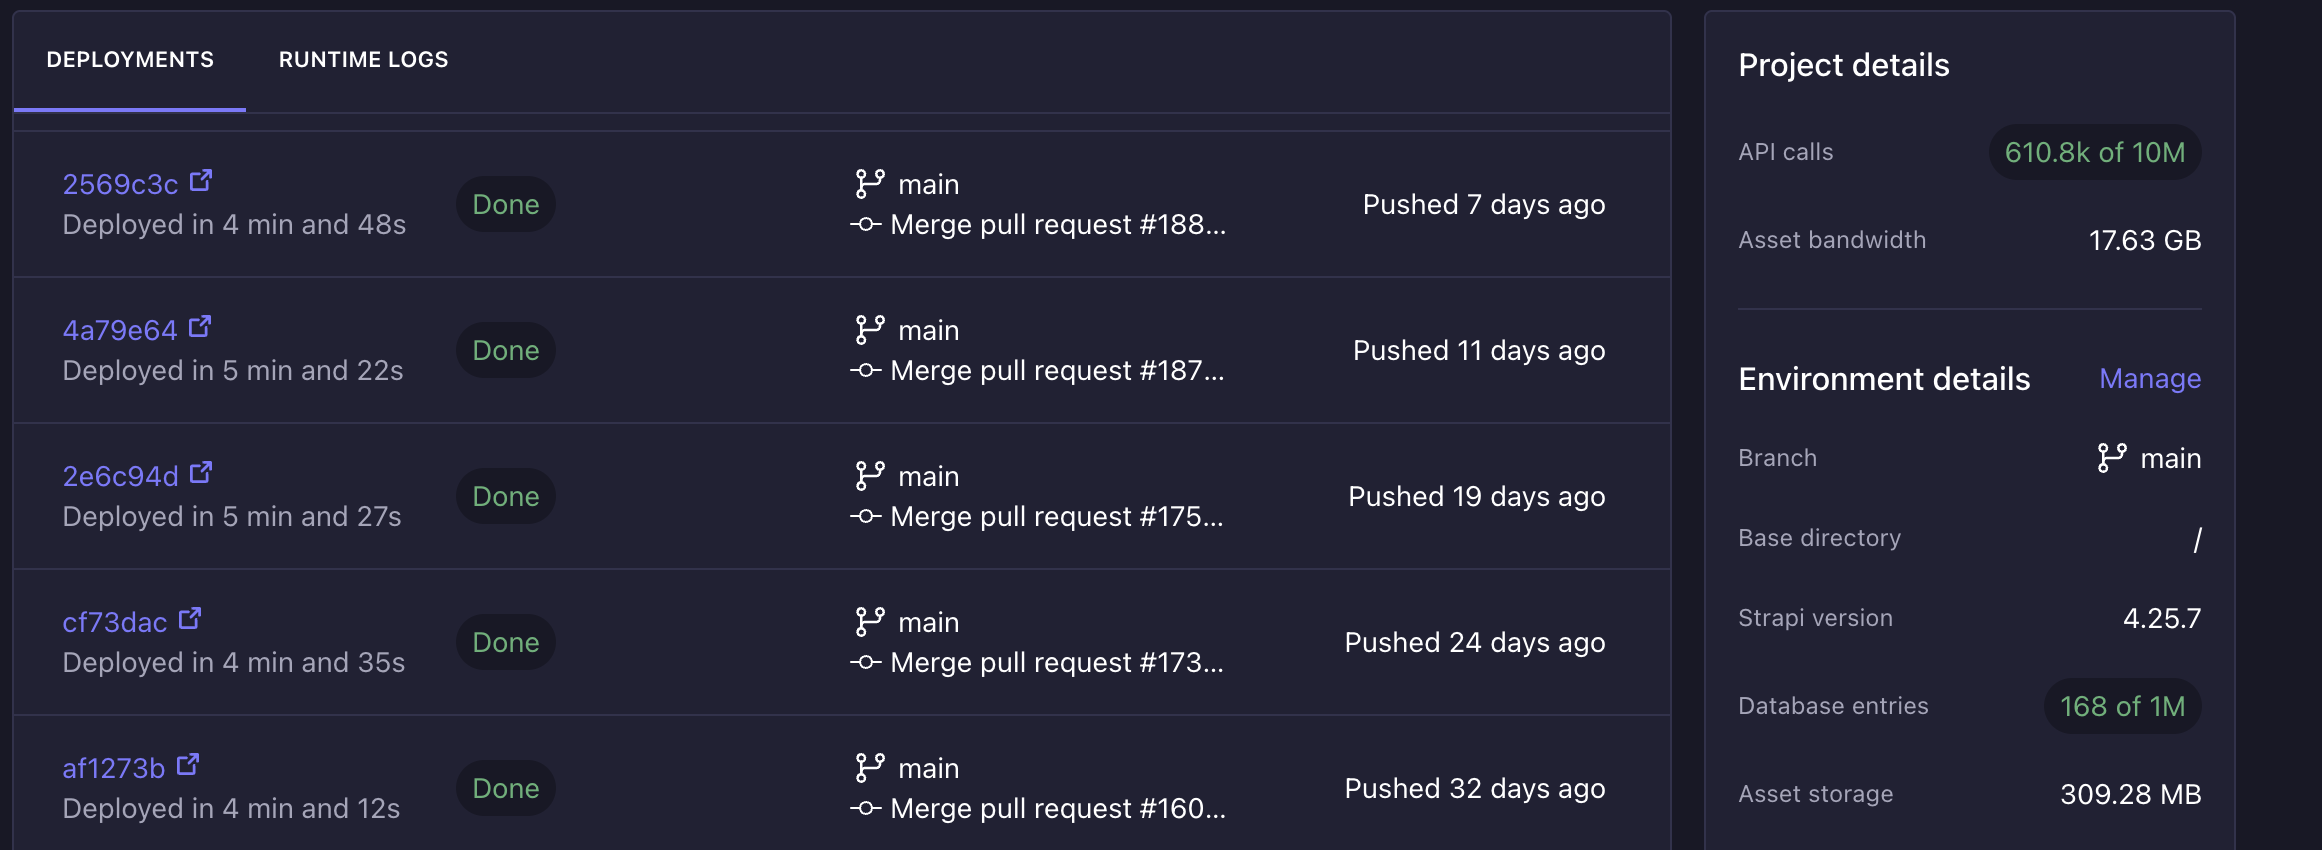 DEPLOYMENTS
RUNTIME LOGS
2569c3c
Deployed in 4 min and 48s
Done
main
Merge pull request #188...
Pushed 7 days ago
4a79e64
Deployed in 5 min and 22s
Done
main
Merge pull request #187...
Pushed 11 days ago
2e6c94d
Deployed in 5 min and 27s
Done
main
Merge pull request #175...
Pushed 19 days ago
cf73dac
Deployed in 4 min and 35s
Done
main
Merge pull request #173...
Pushed 24 days ago
af1273b
Deployed in 4 min and 12s
Done
main
Merge pull request #160...
Pushed 32 days ago
Project details
API calls 610.8k of 10M
Asset bandwidth 17.63 GB
Environment details Manage
Branch main
Base directory /
Strapi version 4.25.7
Database entries 168 of 1M
Asset storage 309.28 MB